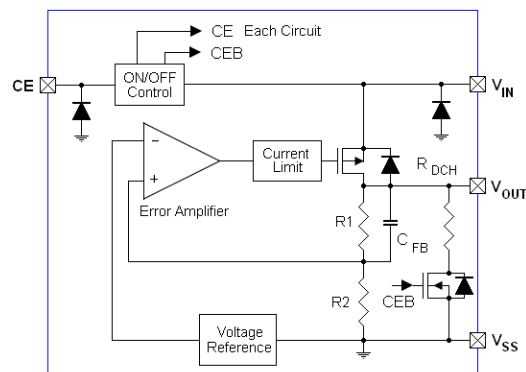 CE Each Circuit
CEB
CE
ON/OFF
Control
VIN
Current
Limit
Error Amplifier
RDCH
VOUT
R1
CFB
R2
CEB
Voltage
Reference
VSS